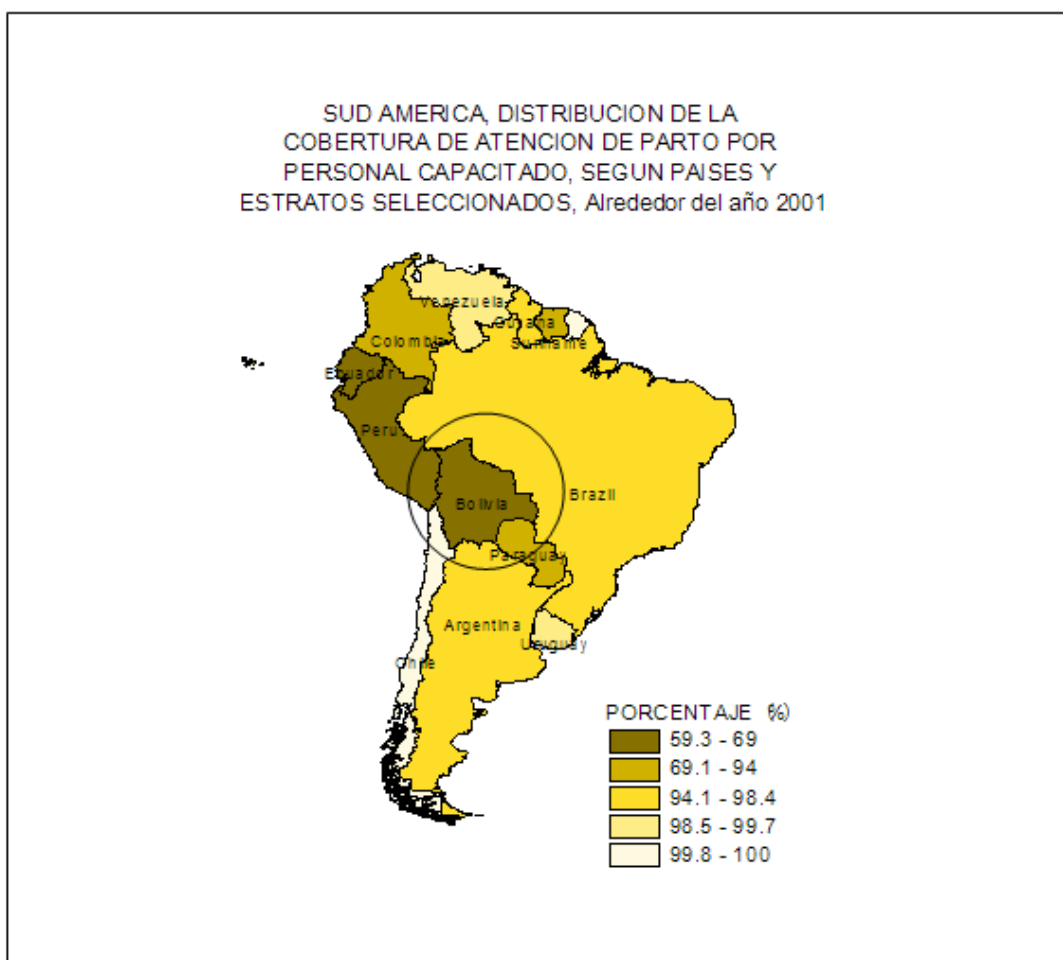 SUD AMERICA, DISTRIBUCION DE LA
COBERTURA DE ATENCION DE PARTO POR
PERSONAL CAPACITADO, SEGUN PAISES Y
ESTRATOS SELECCIONADOS, Alrededor del año 2001
Venezuela
Guyana
Suriname
Colombia
Ecuador
Peru
Bolivia
Brazil
Paraguay
Argentina
Uruguay
Chile
PORCENTAJE %)
59.3 - 69
69.1 - 94
94.1 - 98.4
98.5 - 99.7
99.8 - 100